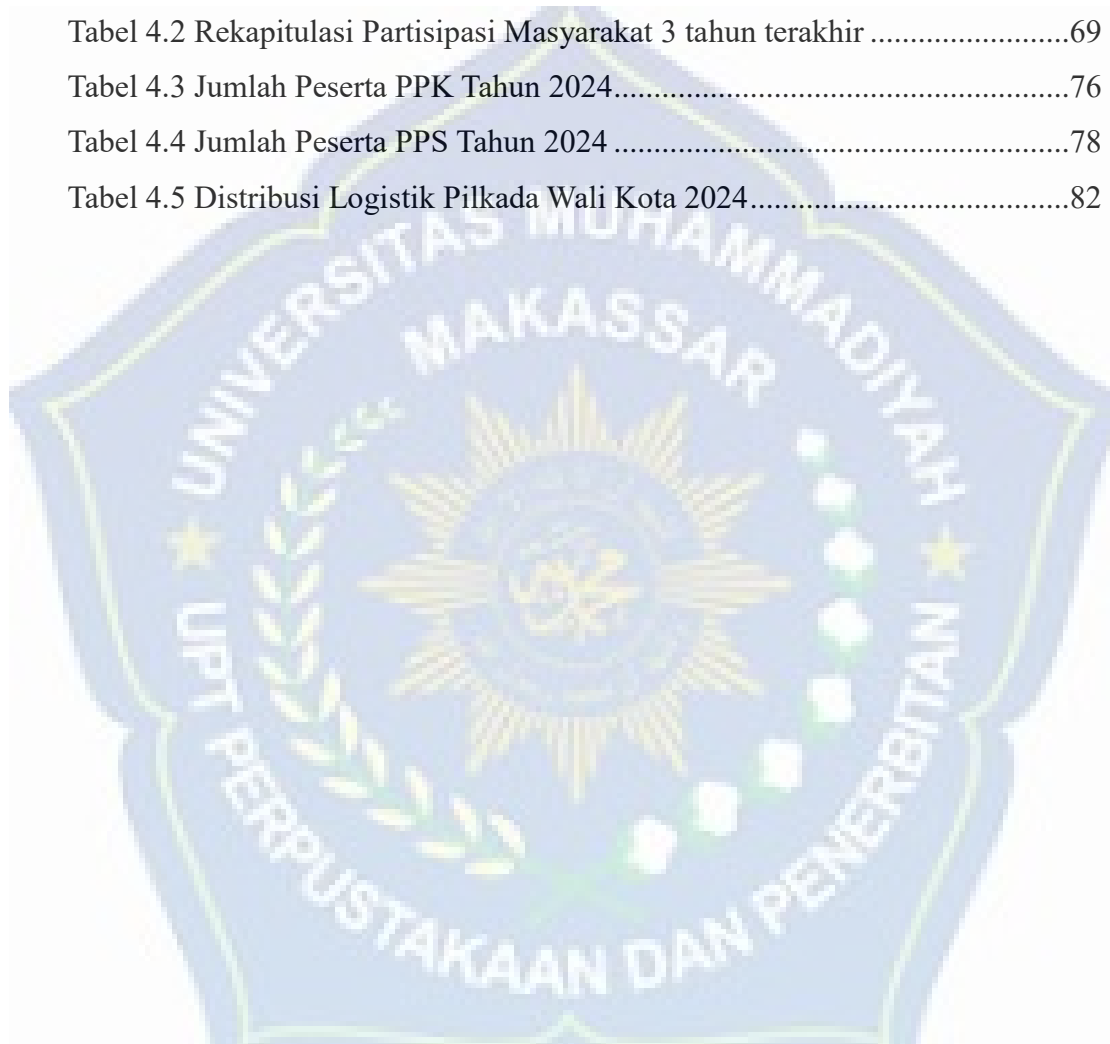 Tabel 4.2 Rekapitulasi Partisipasi Masyarakat 3 tahun terakhir .........................69
Tabel 4.3 Jumlah Peserta PPK Tahun 2024.........................................................76
Tabel 4.4 Jumlah Peserta PPS Tahun 2024 .........................................................78
Tabel 4.5 Distribusi Logistik Pilkada Wali Kota 2024........................................82
UNIVERSITAS MUHAMMADIYAH
MAKASSAR
UPT PERPUSTAKAAN DAN PENERBITAN